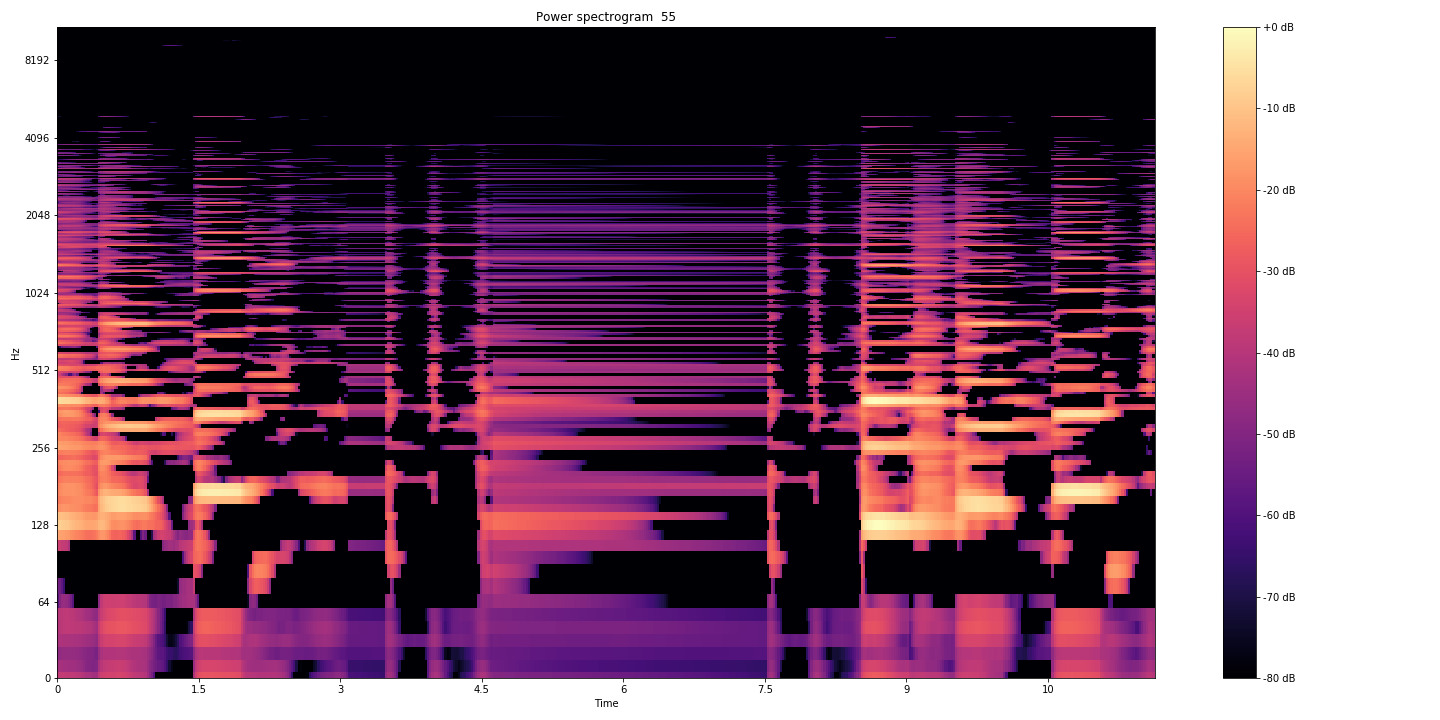 Power spectrogram  55
Hz
8192
4096
2048
1024
512
256
128
64
0
0 1.5 3 4.5 6 7.5 9 10
Time
+0 dB
-10 dB
-20 dB
-30 dB
-40 dB
-50 dB
-60 dB
-70 dB
-80 dB